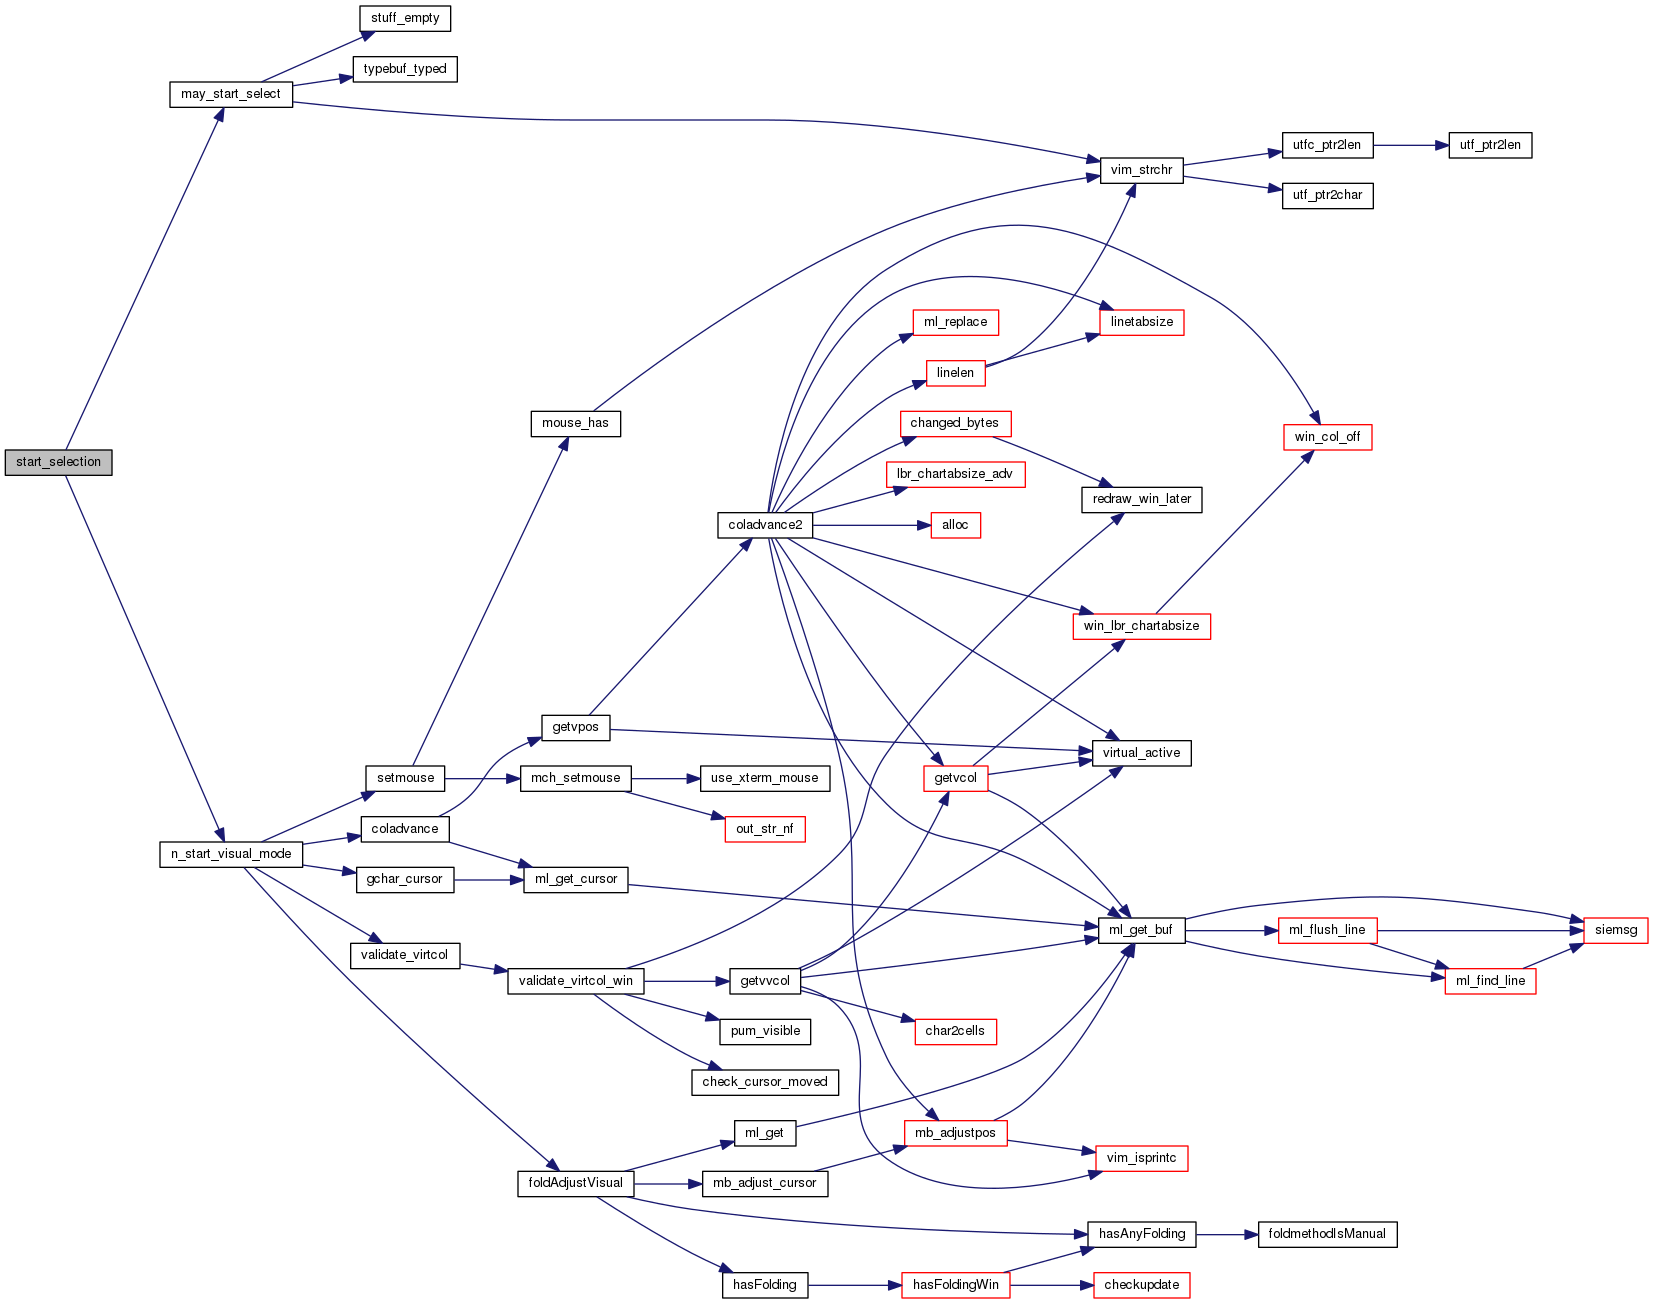 stuff_empty
typebuf_typed
may_start_select
utfc_ptr2len
utf_ptr2len
vim_strchr
utf_ptr2char
ml_replace
linetabsize
linelen
mouse_has
changed_bytes
win_col_off
start_selection
lbr_chartabsize_adv
redraw_win_later
coladvance2
alloc
win_lbr_chartabsize
getvpos
virtual_active
setmouse
mch_setmouse
use_xterm_mouse
getvcol
coladvance
out_str_nf
n_start_visual_mode
gchar_cursor
ml_get_cursor
ml_get_buf
ml_flush_line
siemsg
validate_virtcol
validate_virtcol_win
getvvcol
ml_find_line
pum_visible
char2cells
check_cursor_moved
ml_get
mb_adjustpos
vim_isprintc
foldAdjustVisual
mb_adjust_cursor
hasAnyFolding
foldmethodIsManual
hasFolding
hasFoldingWin
checkupdate